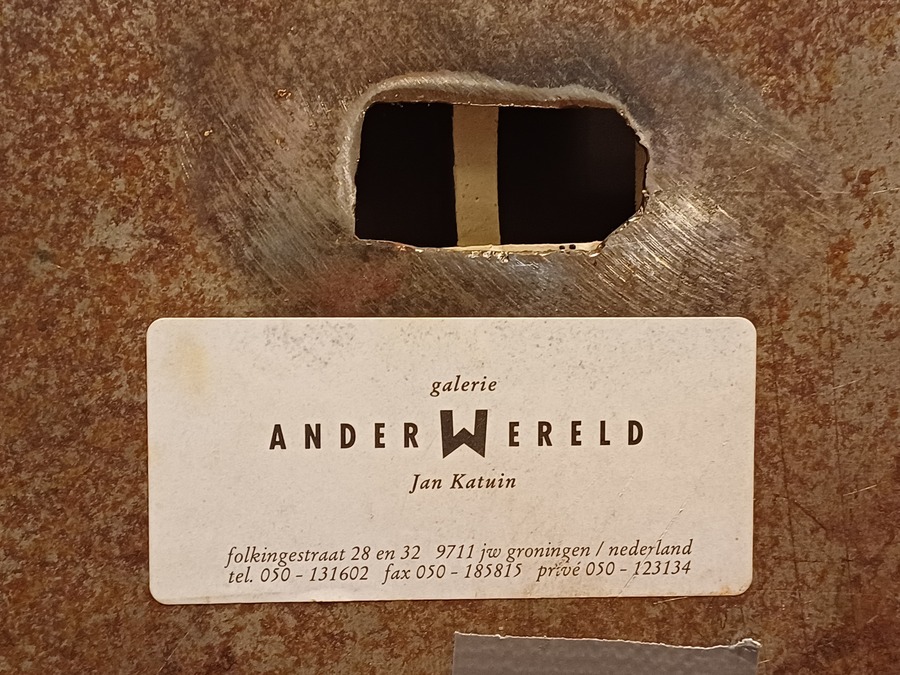 galerie
ANDERWERELD
Jan Katuin
folkingestraat 28 en 32 9711 jw groningen / nederland
tel. 050 - 131602 fax 050 - 185815 privé 050 - 123134